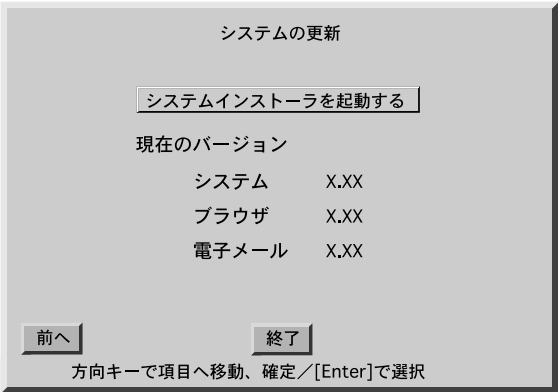 システムの更新
システムインストーラを起動する
現在のバージョン
システム X.XX
ブラウザ X.XX
電子メール X.XX
前へ 終了
方向キーで項目へ移動、確定／[Enter]で選択